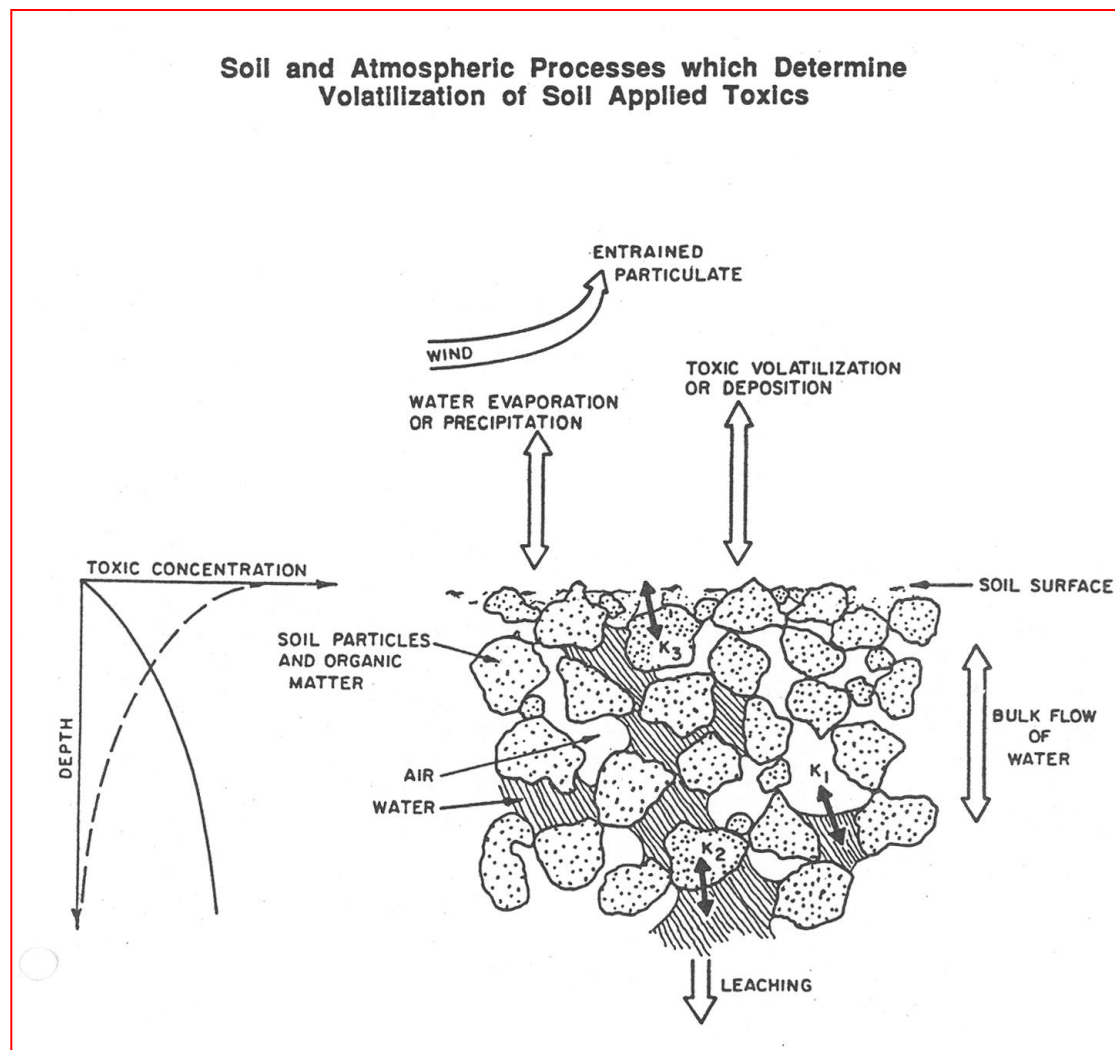 Soil and Atmospheric Processes which Determine
Volatilization of Soil Applied Toxics
ENTRAINED
PARTICULATE
WIND
TOXIC VOLATILIZATION
OR DEPOSITION
WATER EVAPORATION
OR PRECIPITATION
TOXIC CONCENTRATION
SOIL SURFACE
K3
SOIL PARTICLES
AND ORGANIC
MATTER
DEPTH
BULK FLOW
OF
WATER
AIR
K1
WATER
K2
LEACHING